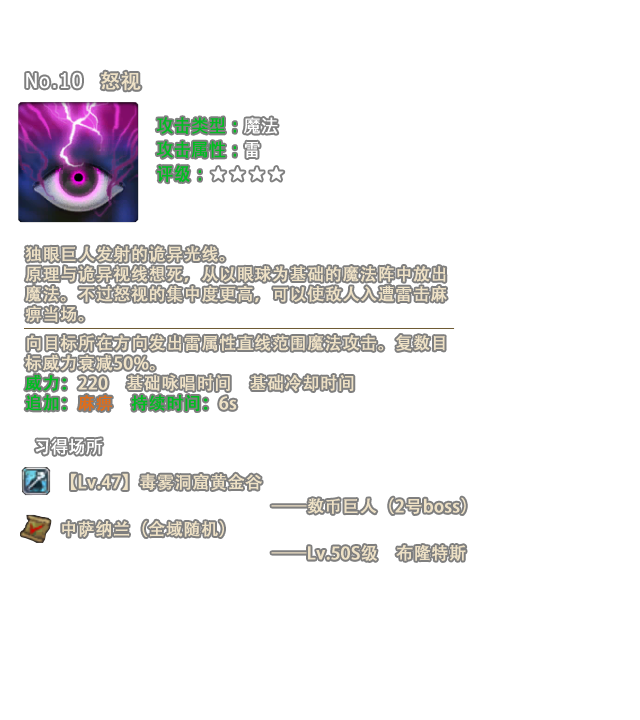 No.10 怒视
攻击类型：魔法
攻击属性：雷
评级：☆☆☆☆
独眼巨人发射的诡异光线。
原理与诡异视线想死，从以眼球为基础的魔法阵中放出
魔法。不过怒视的集中度更高，可以使敌人入遭雷击麻
痹当场。
向目标所在方向发出雷属性直线范围魔法攻击。复数目
标威力衰减50%。
威力：220 基础咏唱时间 基础冷却时间
追加：麻痹 持续时间：6s
习得场所
【Lv.47】毒雾洞窟黄金谷
——数币巨人（2号boss）
中萨纳兰（全域随机）
——Lv.50S级 布隆特斯